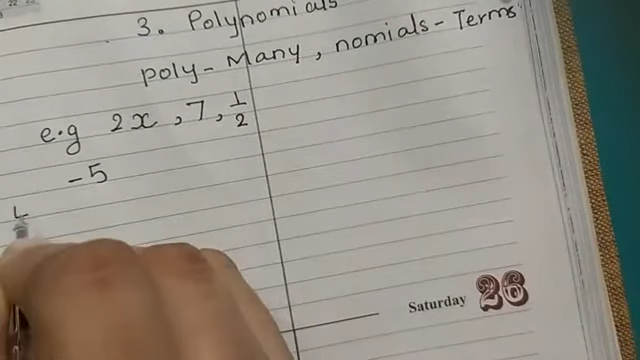 3. Polynomials
poly - Many, nomials - Terms
e.g 2x, 7, 1/2
-5
Saturday 26